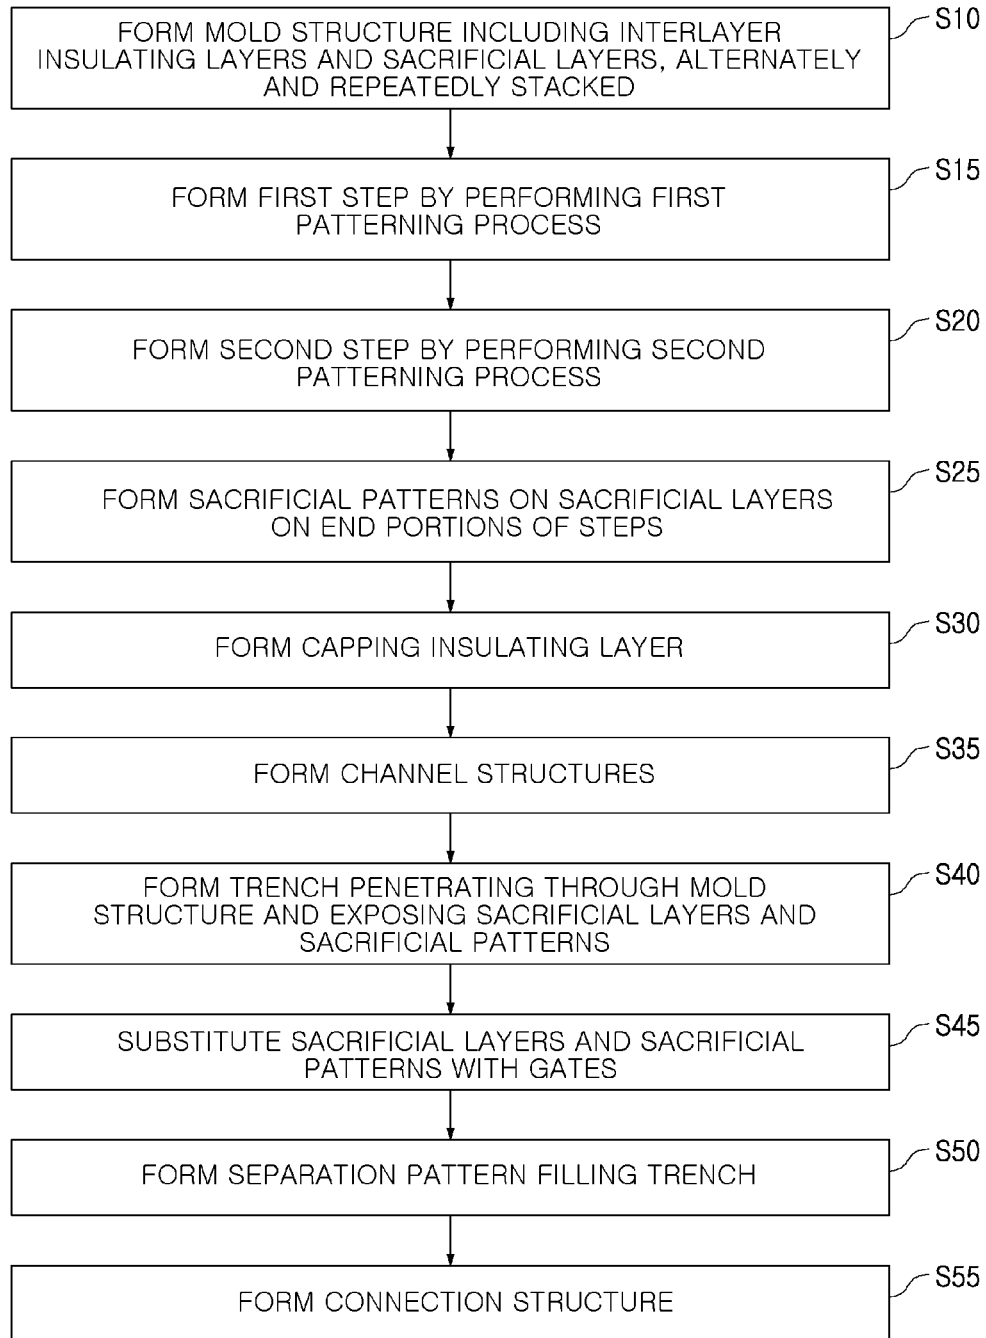 S10
FORM MOLD STRUCTURE INCLUDING INTERLAYER
INSULATING LAYERS AND SACRIFICIAL LAYERS, ALTERNATELY
AND REPEATEDLY STACKED
S15
FORM FIRST STEP BY PERFORMING FIRST
PATTERNING PROCESS
S20
FORM SECOND STEP BY PERFORMING SECOND
PATTERNING PROCESS
S25
FORM SACRIFICIAL PATTERNS ON SACRIFICIAL LAYERS
ON END PORTIONS OF STEPS
S30
FORM CAPPING INSULATING LAYER
S35
FORM CHANNEL STRUCTURES
S40
FORM TRENCH PENETRATING THROUGH MOLD
STRUCTURE AND EXPOSING SACRIFICIAL LAYERS AND
SACRIFICIAL PATTERNS
S45
SUBSTITUTE SACRIFICIAL LAYERS AND SACRIFICIAL
PATTERNS WITH GATES
S50
FORM SEPARATION PATTERN FILLING TRENCH
S55
FORM CONNECTION STRUCTURE